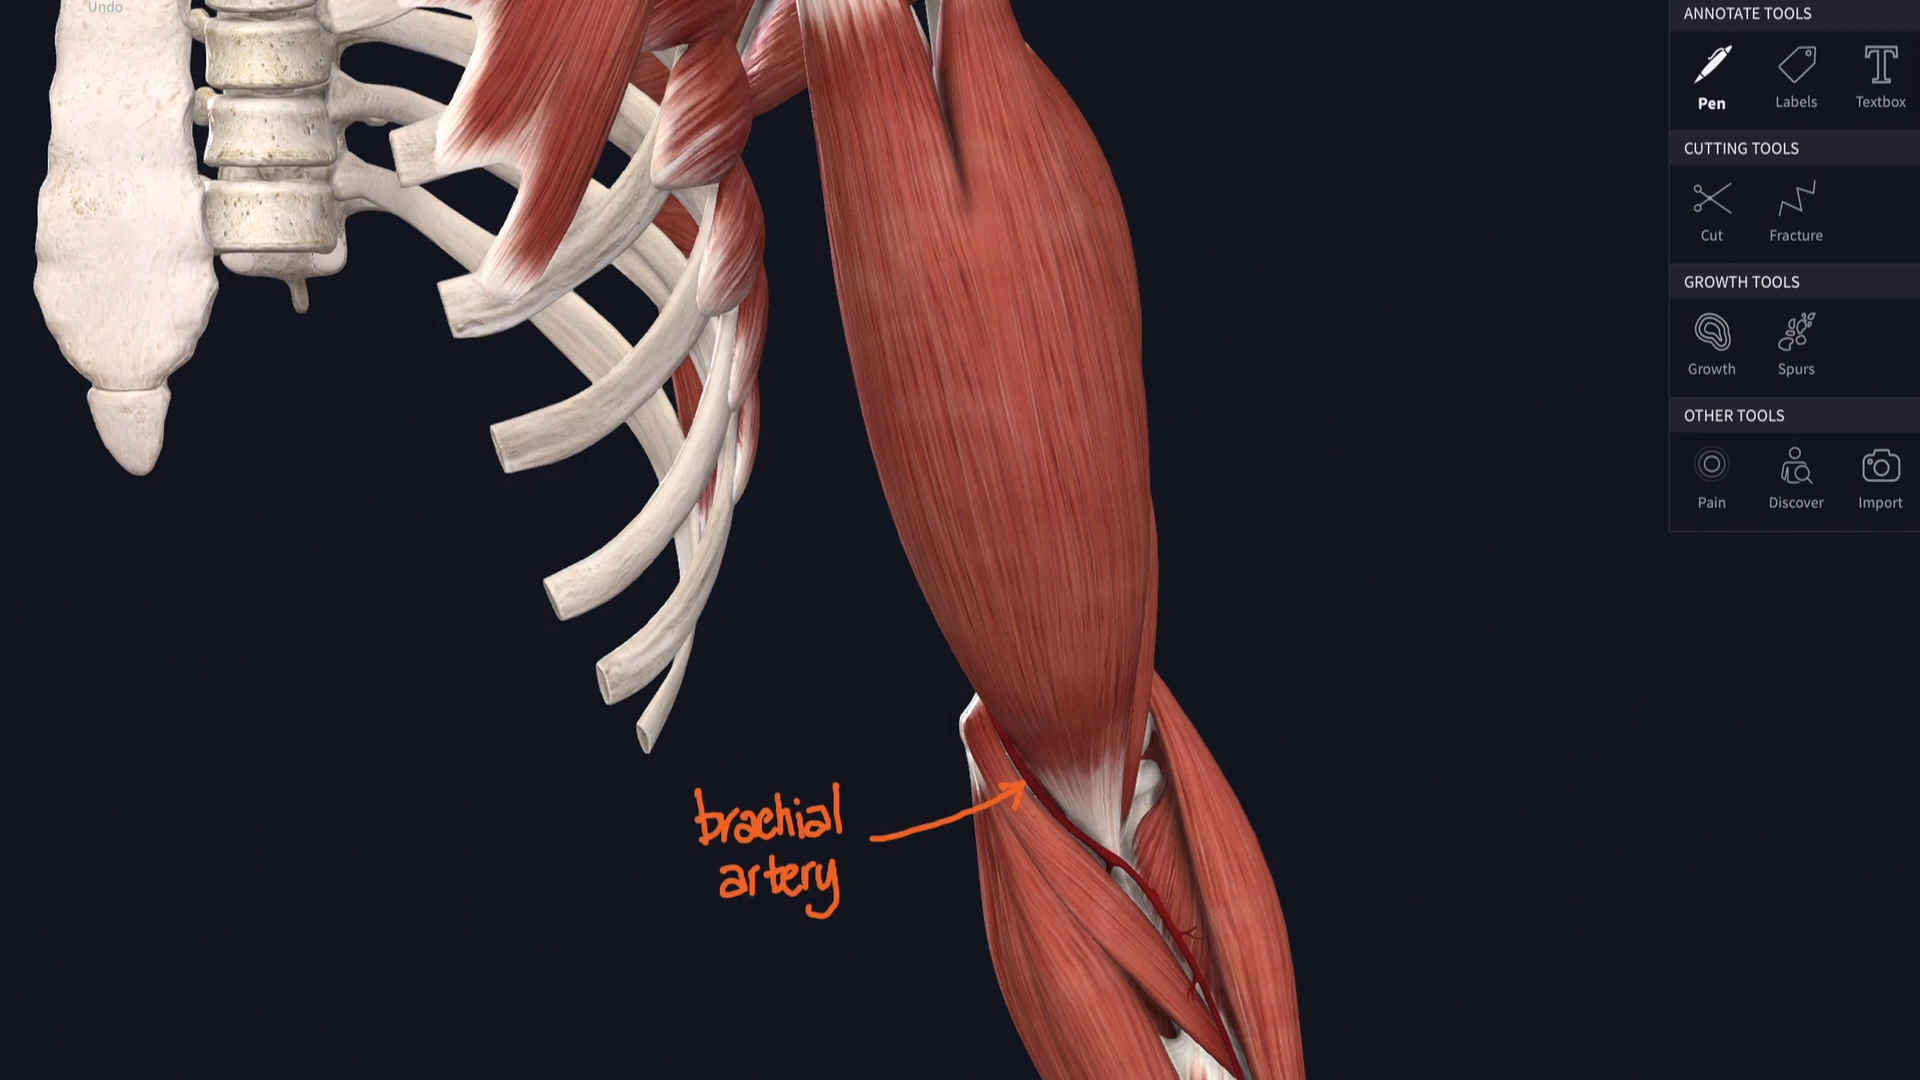 Undo
ANNOTATE TOOLS
Pen Labels Textbox
CUTTING TOOLS
Cut Fracture
GROWTH TOOLS
Growth Spurs
OTHER TOOLS
Pain Discover Import
brachial
artery